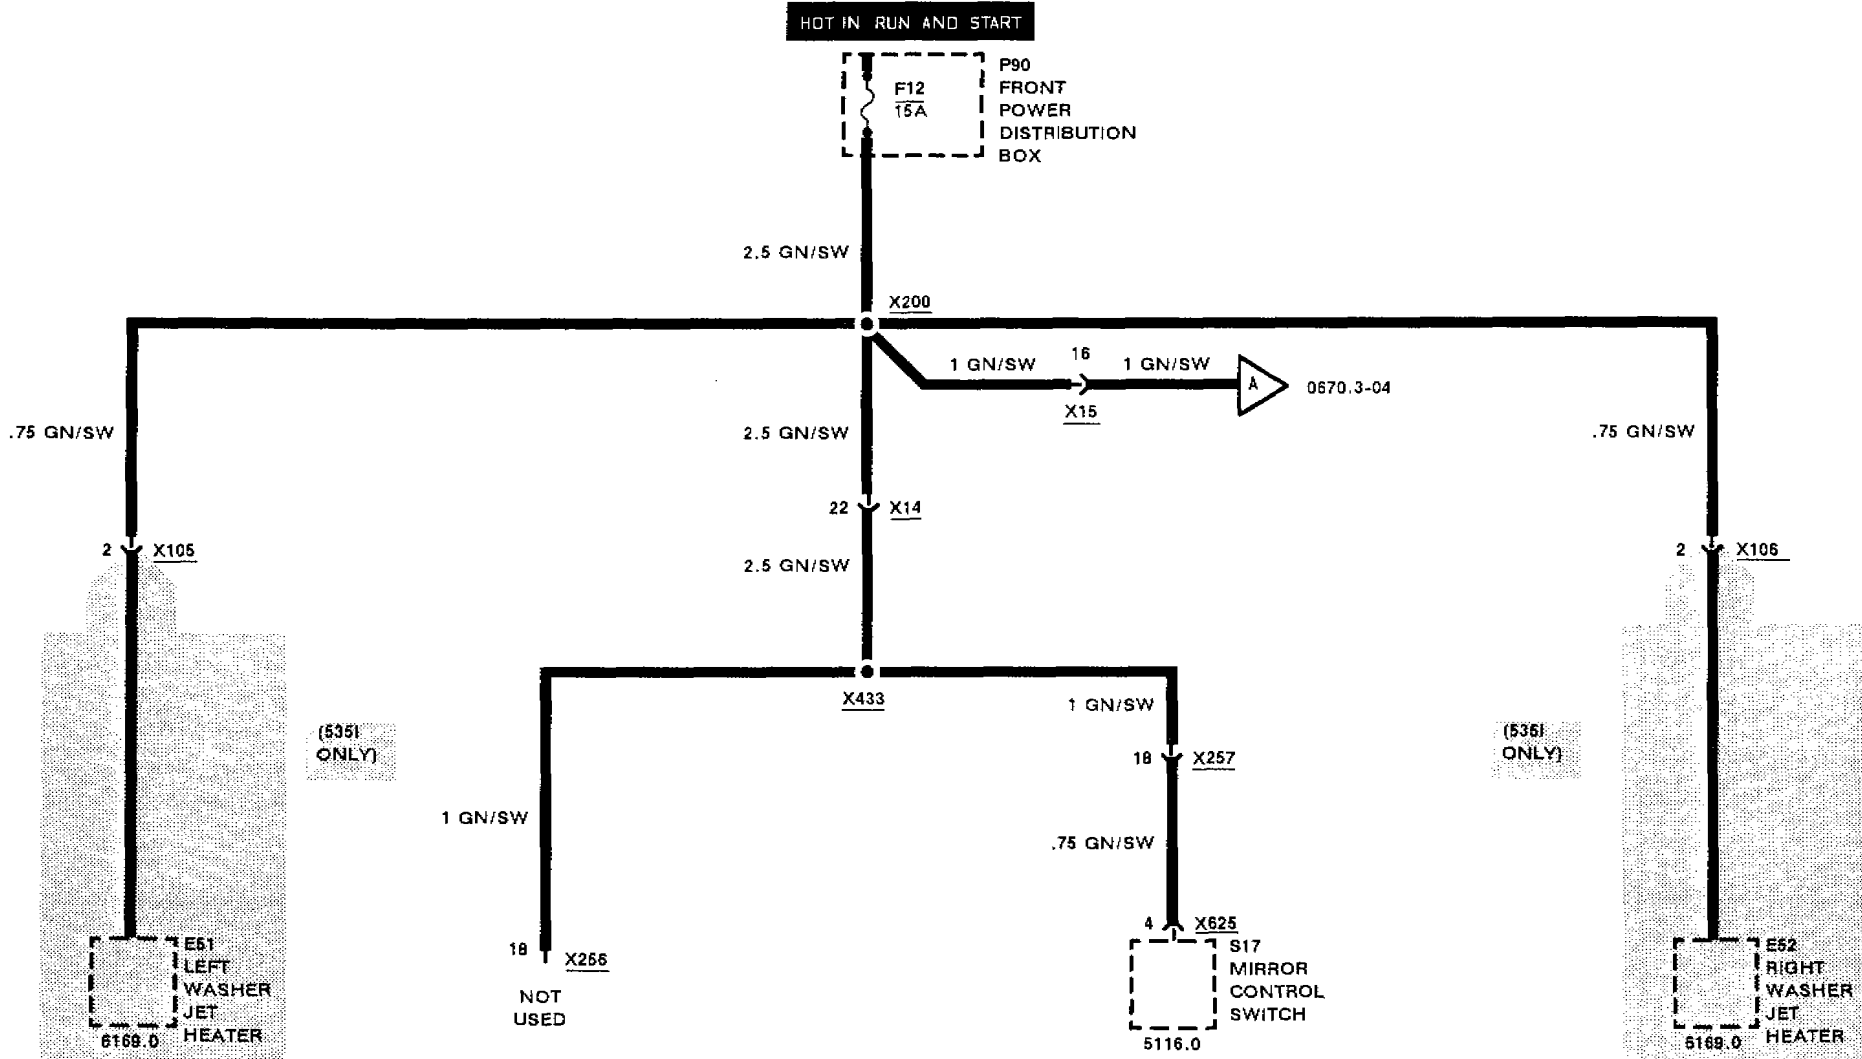 HOT IN RUN AND START
P90
FRONT
POWER
DISTRIBUTION
BOX
F12
15A
2.5 GN/SW
X200
1 GN/SW
16
1 GN/SW
A
0670.3-04
X15
.75 GN/SW
2.5 GN/SW
.75 GN/SW
22
X14
2
X105
2.5 GN/SW
2
X106
X433
1 GN/SW
(535I
ONLY)
(535I
ONLY)
18
X257
1 GN/SW
.75 GN/SW
18
X256
NOT
USED
4
X625
S17
MIRROR
CONTROL
SWITCH
5116.0
E51
LEFT
WASHER
JET
HEATER
6169.0
E52
RIGHT
WASHER
JET
HEATER
6169.0